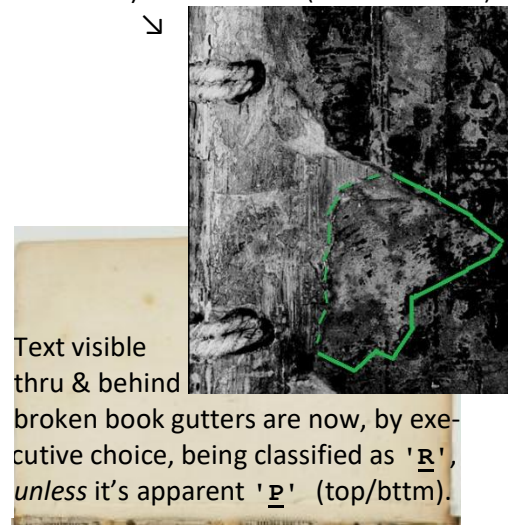 Text visible
thru & behind
broken book gutters are now, by exe-
cutive choice, being classified as 'R',
unless it's apparent 'P' (top/bttm).